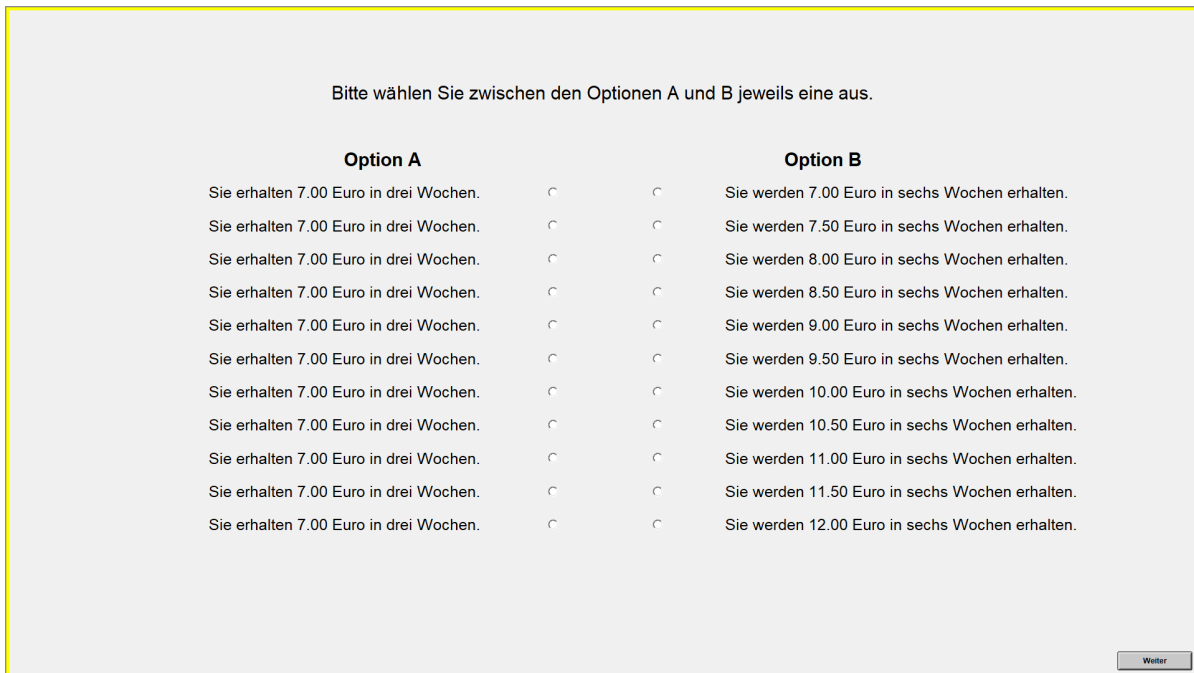 Bitte wählen Sie zwischen den Optionen A und B jeweils eine aus.
Option A Option B
Sie erhalten 7.00 Euro in drei Wochen. Sie werden 7.00 Euro in sechs Wochen erhalten.
Sie erhalten 7.00 Euro in drei Wochen. Sie werden 7.50 Euro in sechs Wochen erhalten.
Sie erhalten 7.00 Euro in drei Wochen. Sie werden 8.00 Euro in sechs Wochen erhalten.
Sie erhalten 7.00 Euro in drei Wochen. Sie werden 8.50 Euro in sechs Wochen erhalten.
Sie erhalten 7.00 Euro in drei Wochen. Sie werden 9.00 Euro in sechs Wochen erhalten.
Sie erhalten 7.00 Euro in drei Wochen. Sie werden 9.50 Euro in sechs Wochen erhalten.
Sie erhalten 7.00 Euro in drei Wochen. Sie werden 10.00 Euro in sechs Wochen erhalten.
Sie erhalten 7.00 Euro in drei Wochen. Sie werden 10.50 Euro in sechs Wochen erhalten.
Sie erhalten 7.00 Euro in drei Wochen. Sie werden 11.00 Euro in sechs Wochen erhalten.
Sie erhalten 7.00 Euro in drei Wochen. Sie werden 11.50 Euro in sechs Wochen erhalten.
Sie erhalten 7.00 Euro in drei Wochen. Sie werden 12.00 Euro in sechs Wochen erhalten.
Weiter